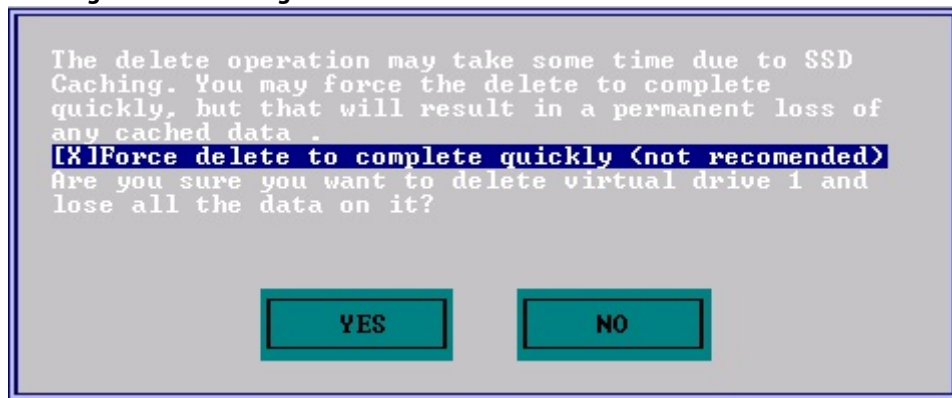 The delete operation may take some time due to SSD
Caching. You may force the delete to complete
quickly, but that will result in a permanent loss of
any cached data .
[X]Force delete to complete quickly (not recomended)
Are you sure you want to delete virtual drive 1 and
lose all the data on it?
YES NO